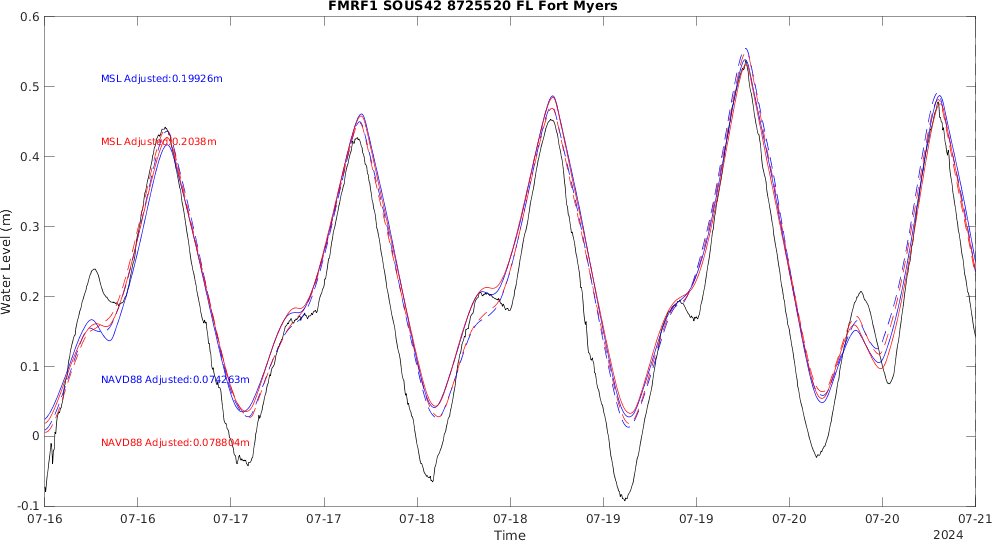 FMRF1 SOUS42 8725520 FL Fort Myers
0.6
0.5
0.4
0.3
0.2
0.1
0
-0.1
Water Level (m)
MSL Adjusted:0.19926m
MSL Adjusted:0.2038m
NAVD88 Adjusted:0.074263m
NAVD88 Adjusted:0.078804m
07-16 07-16 07-17 07-17 07-18 07-18 07-19 07-19 07-20 07-20 07-21
Time
2024